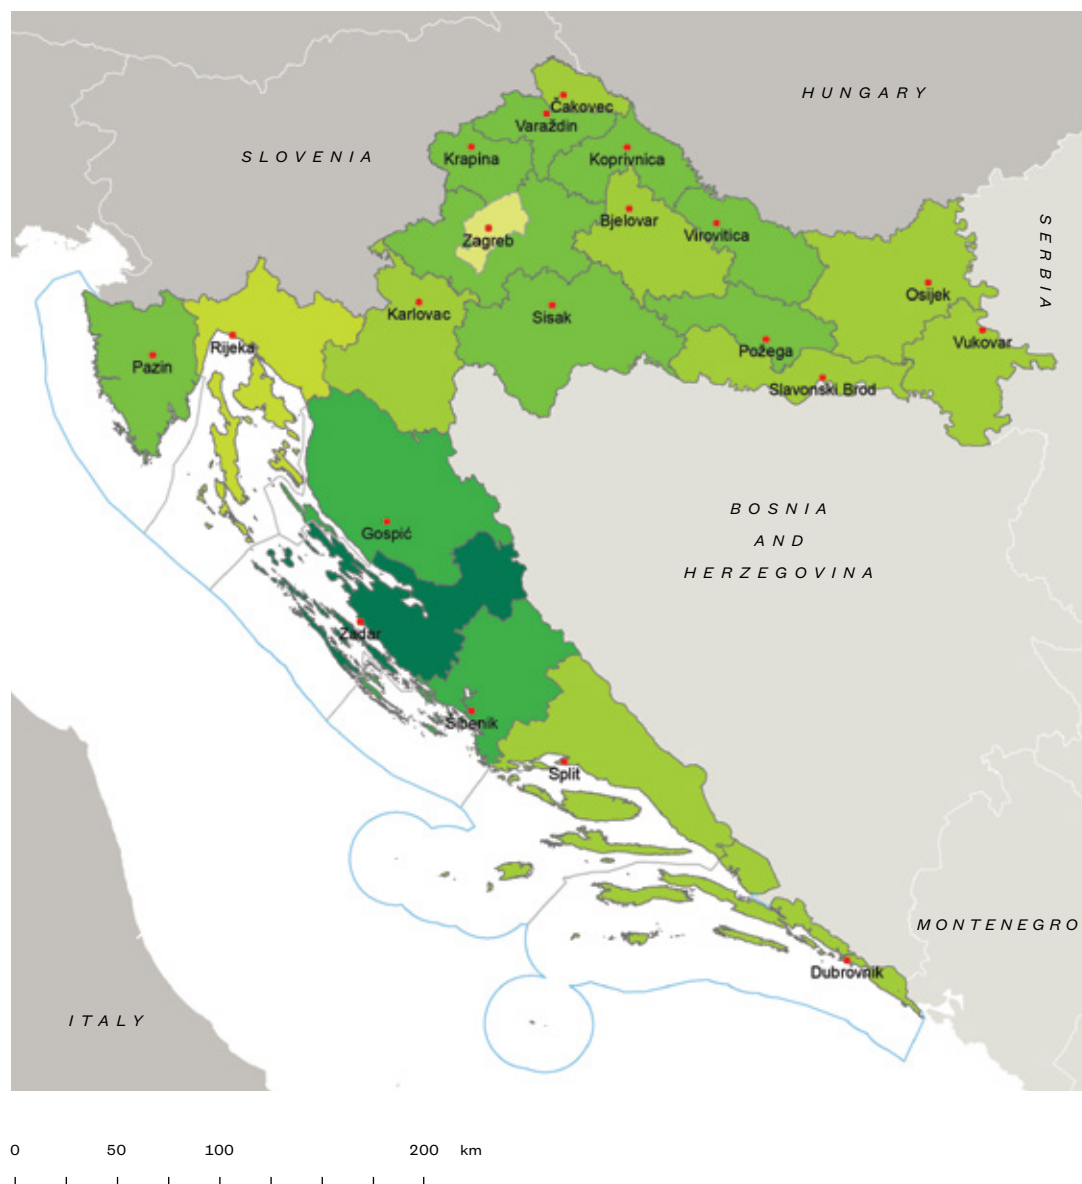 HUNGARY
Čakovec
Varaždin
SLOVENIA
Krapina
Koprivnica
SERBIA
Bjelovar
Virovitica
Zagreb
Osijek
Karlovac
Sisak
Vukovar
Rijeka
Požega
Pazin
Slavonski Brod
BOSNIA
AND
HERZEGOVINA
Gospić
Zadar
Šibenik
Split
MONTENEGRO
Dubrovnik
ITALY
0 50 100 200 km